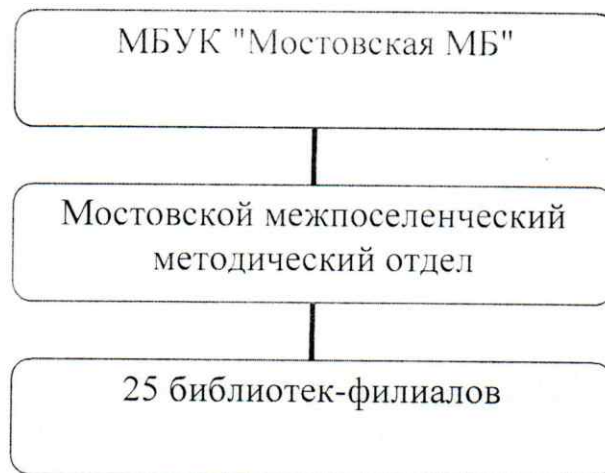 МБУК "Мостовская МБ"
Мостовской межпоселенческий
методический отдел
25 библиотек-филиалов